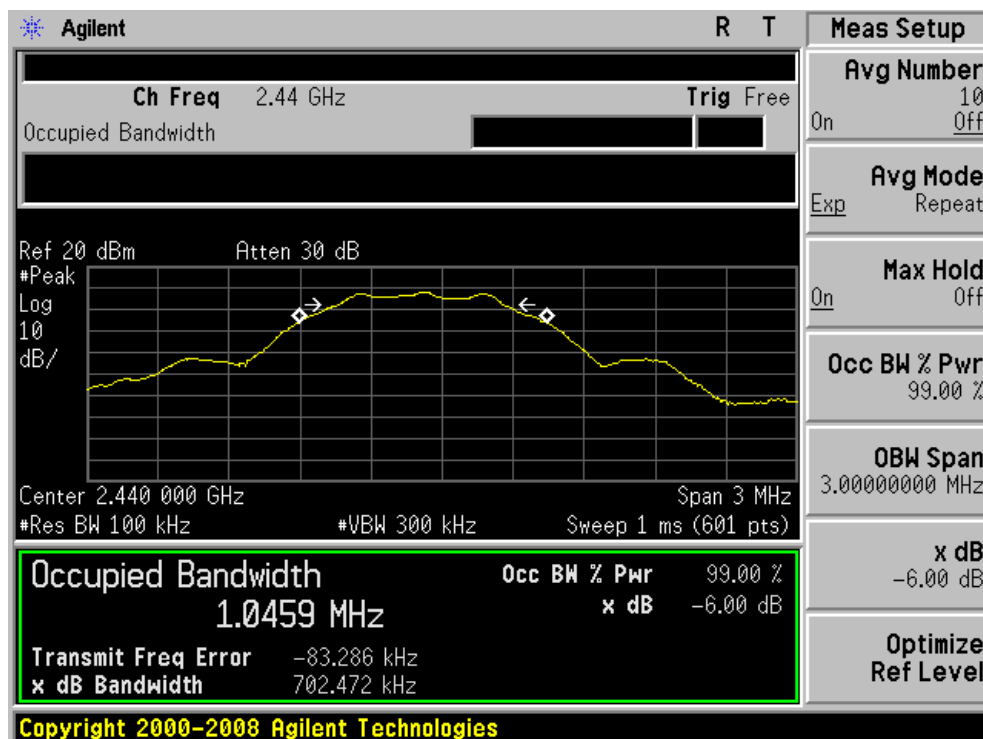 Agilent R T
Ch Freq 2.44 GHz Trig Free
Occupied Bandwidth
Ref 20 dBm Atten 30 dB
#Peak
Log
10
dB/
Center 2.440 000 GHz Span 3 MHz
#Res BW 100 kHz #VBW 300 kHz Sweep 1 ms (601 pts)
Occupied Bandwidth
1.0459 MHz
Occ BW % Pwr 99.00 %
x dB -6.00 dB
Transmit Freq Error -83.286 kHz
x dB Bandwidth 702.472 kHz
Copyright 2000-2008 Agilent Technologies
Meas Setup
Avg Number
10
On Off
Avg Mode
Exp Repeat
Max Hold
On Off
Occ BW % Pwr
99.00 %
OBW Span
3.00000000 MHz
x dB
-6.00 dB
Optimize
Ref Level